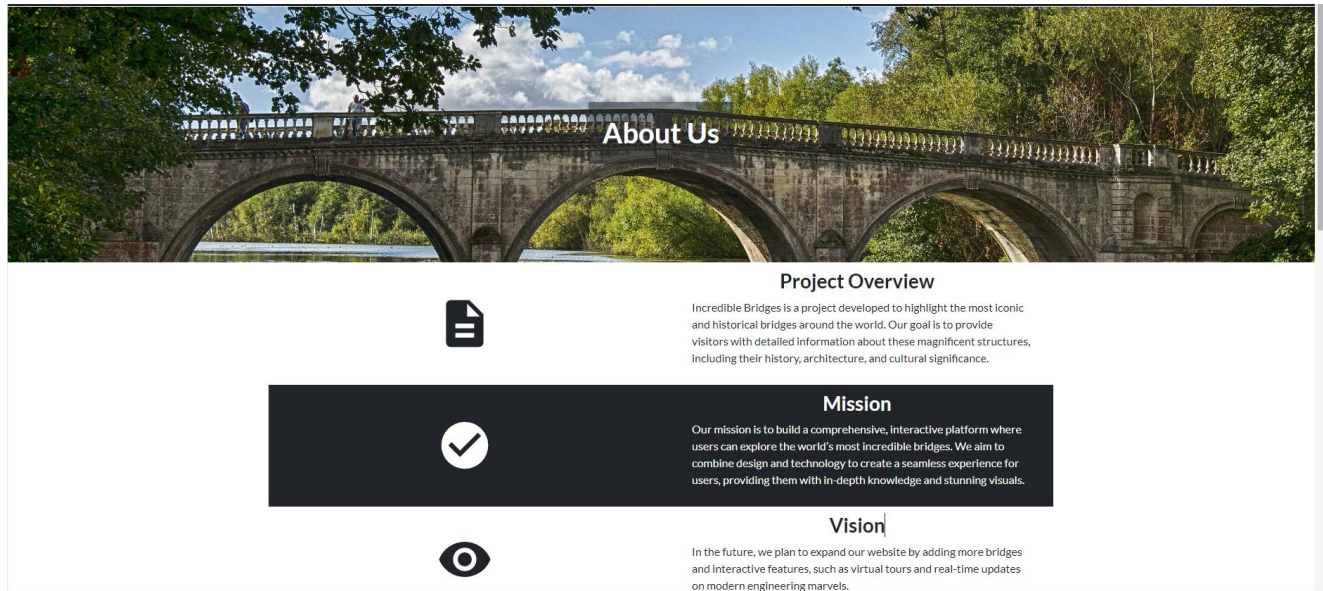 About Us
Project Overview
Incredible Bridges is a project developed to highlight the most iconic
and historical bridges around the world. Our goal is to provide
visitors with detailed information about these magnificent structures,
including their history, architecture, and cultural significance.
Mission
Our mission is to build a comprehensive, interactive platform where
users can explore the world's most incredible bridges. We aim to
combine design and technology to create a seamless experience for
users, providing them with in-depth knowledge and stunning visuals.
Vision
In the future, we plan to expand our website by adding more bridges
and interactive features, such as virtual tours and real-time updates
on modern engineering marvels.